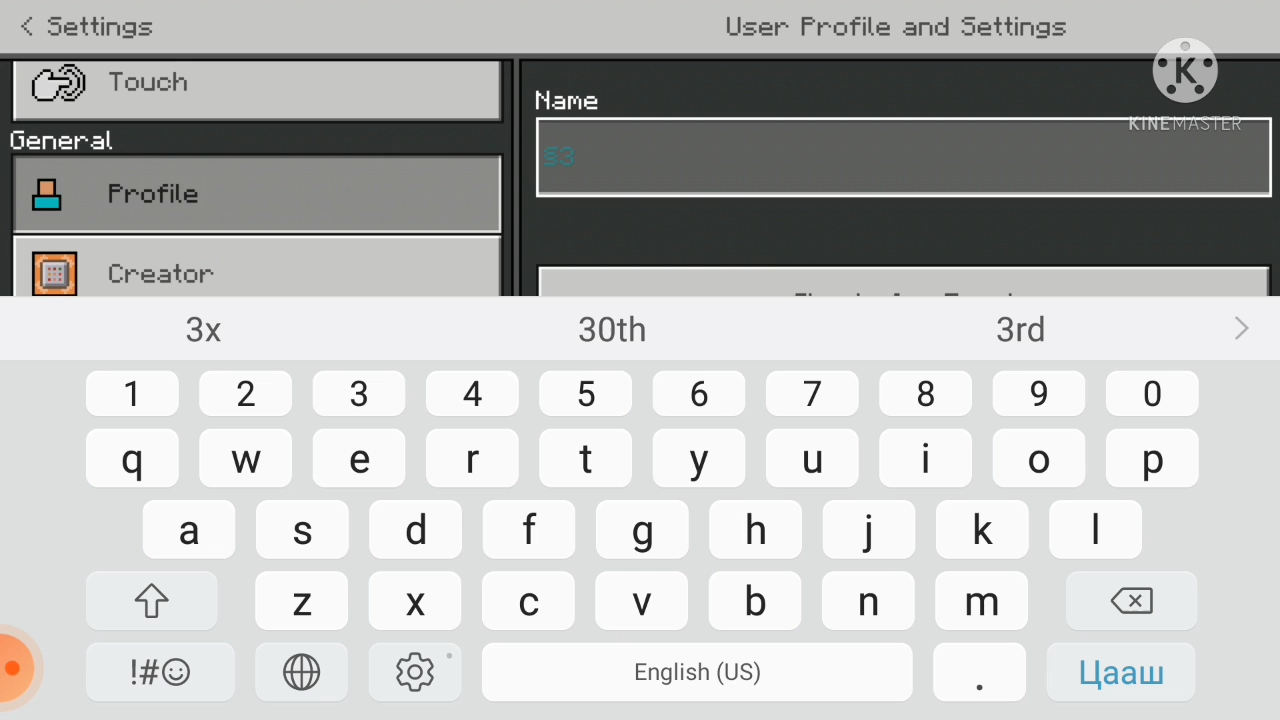 Settings
User Profile and Settings
K
KINEMASTER
Touch
Name
§3
General
Profile
Creator
3x 30th 3rd
1 2 3 4 5 6 7 8 9 0
q w e r t y u i o p
a s d f g h j k l
z x c v b n m
!#☺ English (US) . Цааш